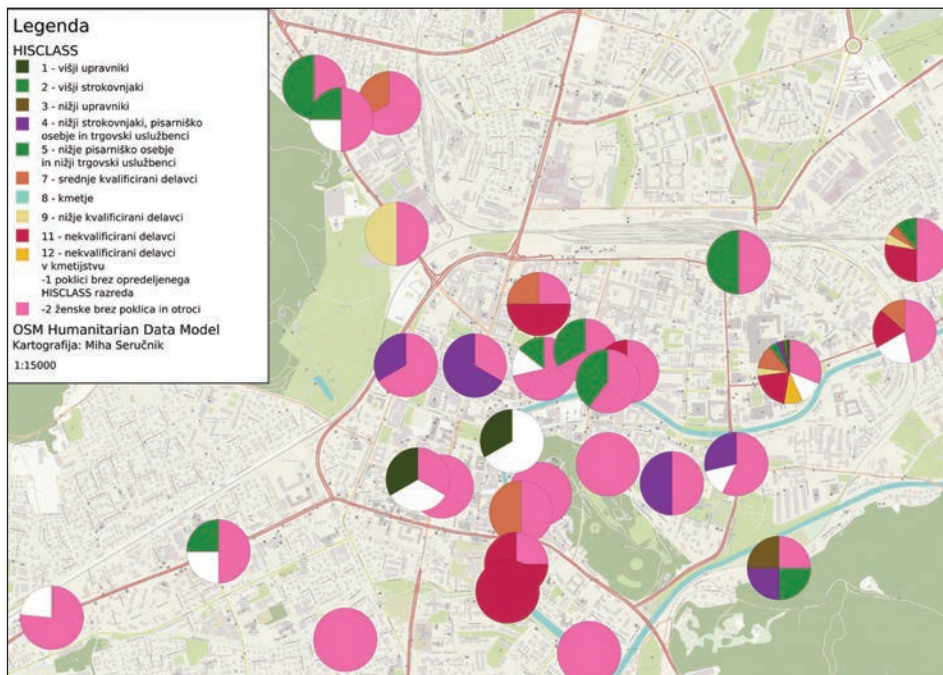 Legenda
HISCLASS
1 - višji upravniki
2 - višji strokovnjaki
3 - nižji upravniki
4 - nižji strokovnjaki, pisarniško
osebje in trgovski uslužbenci
5 - nižje pisarniško osebje
in nižji trgovski uslužbenci
7 - srednje kvalificirani delavci
8 - kmetje
9 - nižje kvalificirani delavci
11 - nekvalificirani delavci
12 - nekvalificirani delavci
v kmetijstvu
-1 poklici brez opredeljenega
HISCLASS razreda
-2 ženske brez poklica in otroci
OSM Humanitarian Data Model
Kartografija: Miha Seručnik
1:15000